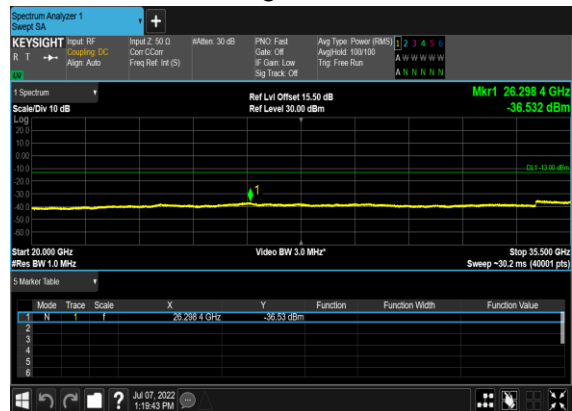 Spectrum Analyzer 1
Swept SA
KEYSIGHT Input: RF Input Z: 50 Ω #Atten: 30 dB PNO: Fast Avg Type: Power (RMS) 1 2 3 4 5 6
R T Coupling: DC Corr CCorr Gate: Off Avg|Hold: 100/100 A W W W W W
Align: Auto Freq Ref: Int (S) IF Gain: Low Trig: Free Run
Sig Track: Off A N N N N N
1 Spectrum Ref Lvl Offset 15.50 dB Mkr1 26.298 4 GHz
Scale/Div 10 dB Ref Level 30.00 dBm -36.532 dBm
Log
20.0
10.0
0.00
-10.0 DL1 -13.00 dBm
-20.0
-30.0 1
-40.0
-50.0
-60.0
Start 20.000 GHz Video BW 3.0 MHz* Stop 35.500 GHz
#Res BW 1.0 MHz Sweep ~30.2 ms (40001 pts)
5 Marker Table
Mode Trace Scale X Y Function Function Width Function Value
1 N 1 f 26.298 4 GHz -36.53 dBm
2
3
4
5
6
? Jul 07, 2022
1:19:43 PM